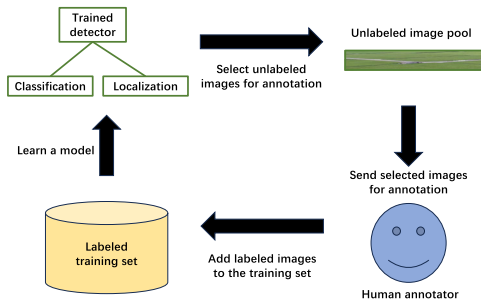 Trained
detector
Classification
Localization
Select unlabeled
images for annotation
Unlabeled image pool
Send selected images
for annotation
Human annotator
Add labeled images
to the training set
Labeled
training set
Learn a model